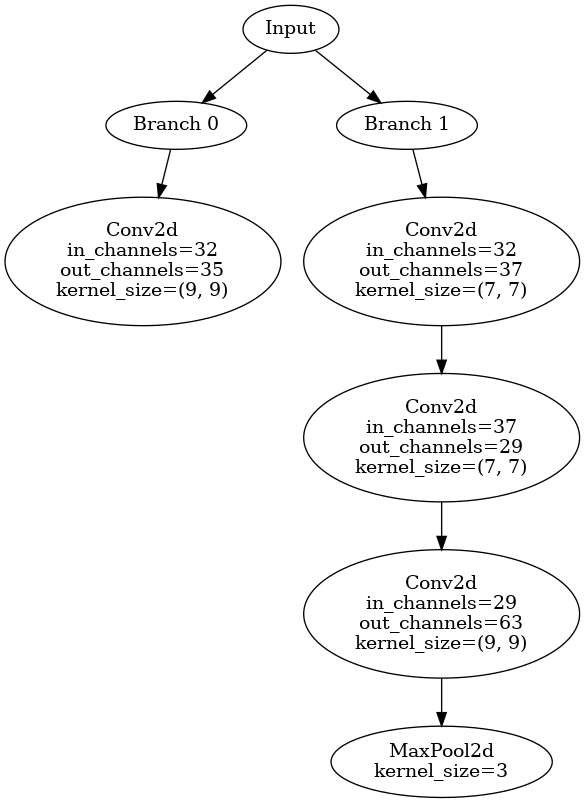 Input
Branch 0
Branch 1
Conv2d
in_channels=32
out_channels=35
kernel_size=(9, 9)
Conv2d
in_channels=32
out_channels=37
kernel_size=(7, 7)
Conv2d
in_channels=37
out_channels=29
kernel_size=(7, 7)
Conv2d
in_channels=29
out_channels=63
kernel_size=(9, 9)
MaxPool2d
kernel_size=3